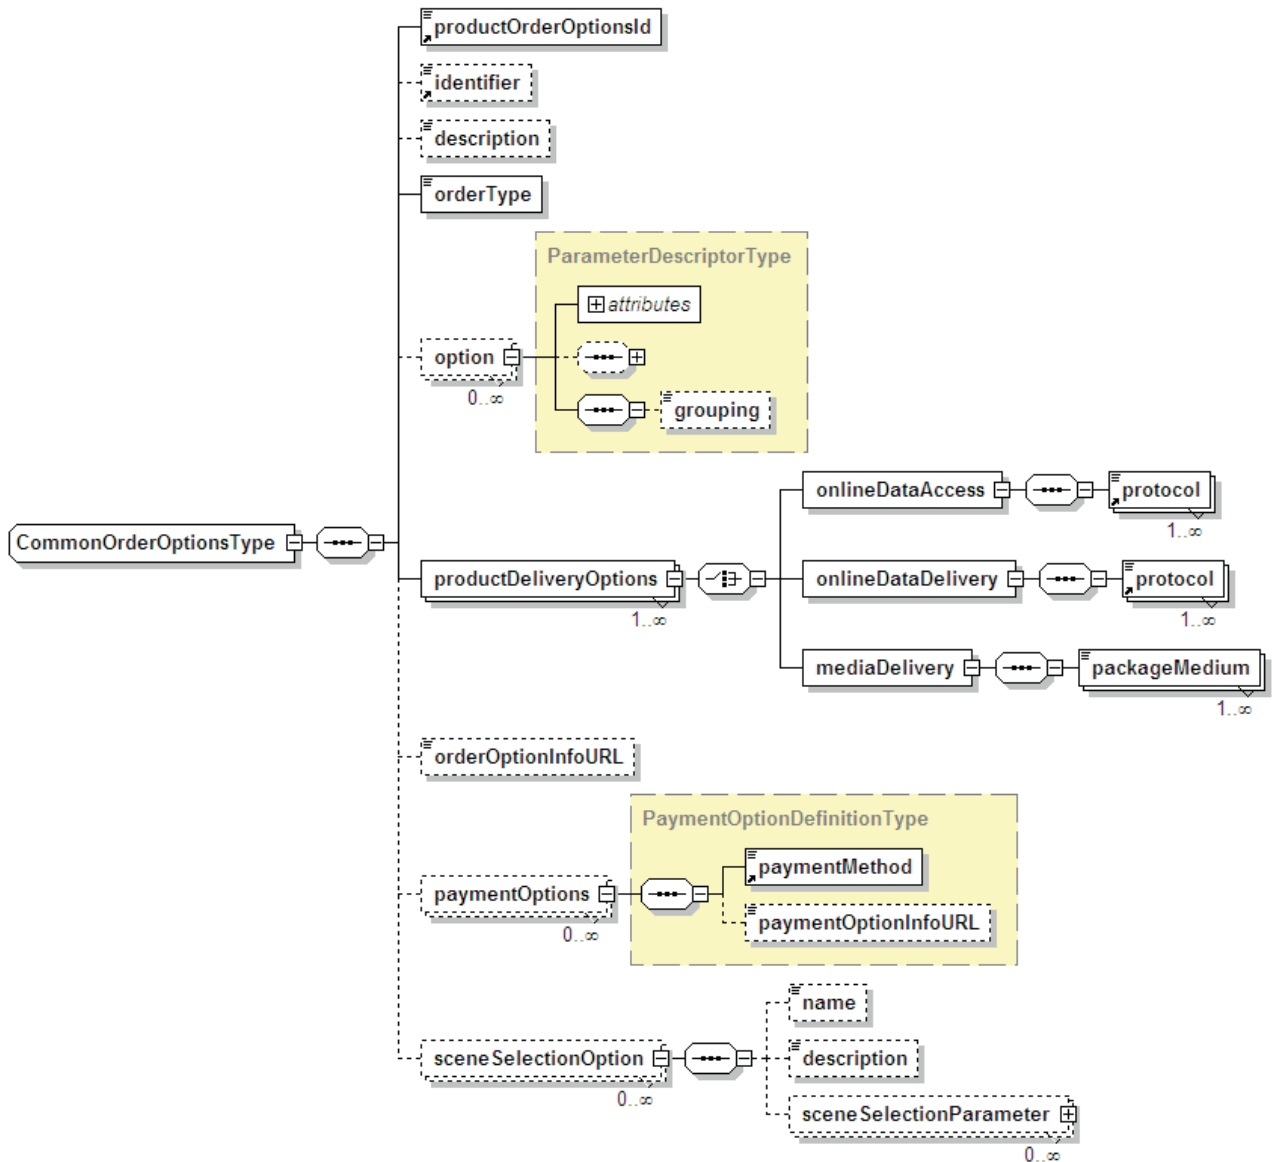 productOrderOptionsId
identifier
description
orderType
ParameterDescriptorType
attributes
option
0..∞
grouping
CommonOrderOptionsType
productDeliveryOptions
1..∞
onlineDataAccess
protocol
1..∞
onlineDataDelivery
protocol
1..∞
mediaDelivery
packageMedium
1..∞
orderOptionInfoURL
PaymentOptionDefinitionType
paymentMethod
paymentOptions
0..∞
paymentOptionInfoURL
name
sceneSelectionOption
0..∞
description
sceneSelectionParameter
0..∞